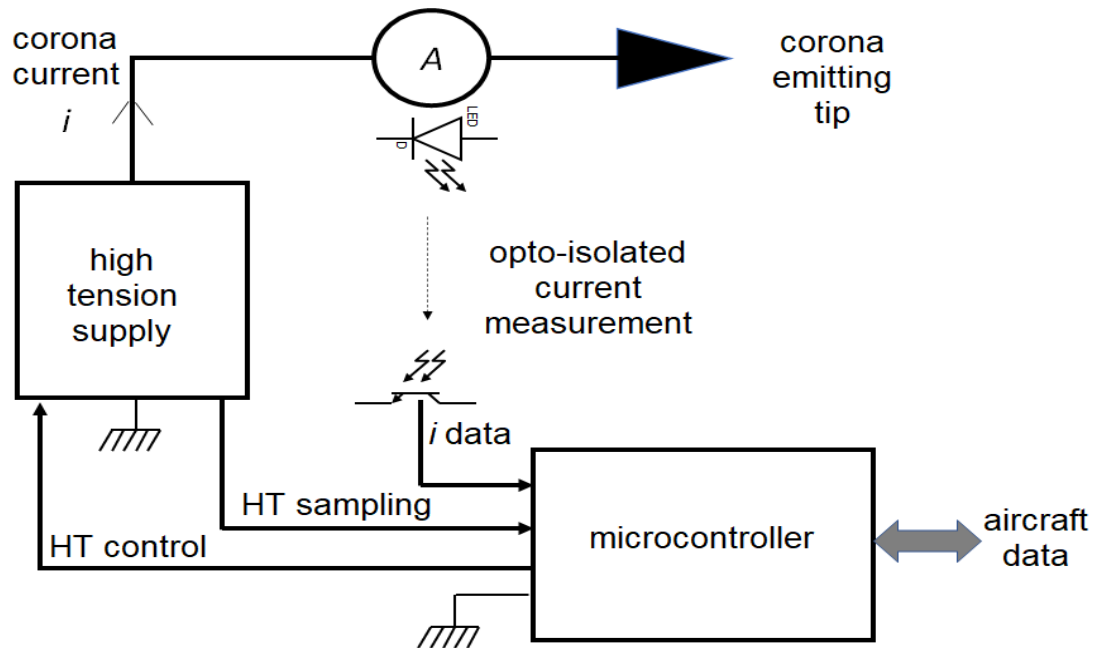 corona
current
i
A
corona
emitting
tip
LED
D
high
tension
supply
opto-isolated
current
measurement
i data
HT sampling
HT control
microcontroller
aircraft
data